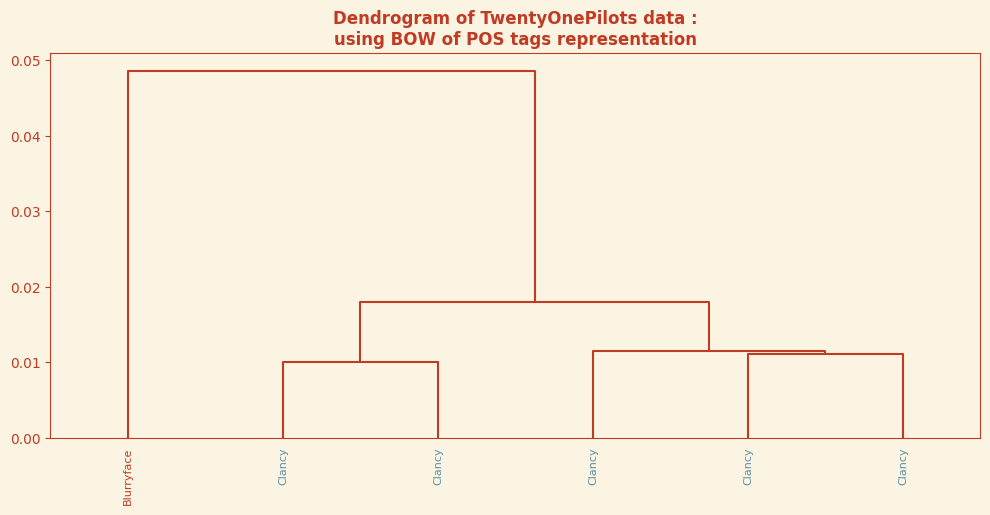 Dendrogram of TwentyOnePilots data :
using BOW of POS tags representation
0.05
0.04
0.03
0.02
0.01
0.00
Blurryface
Clancy
Clancy
Clancy
Clancy
Clancy